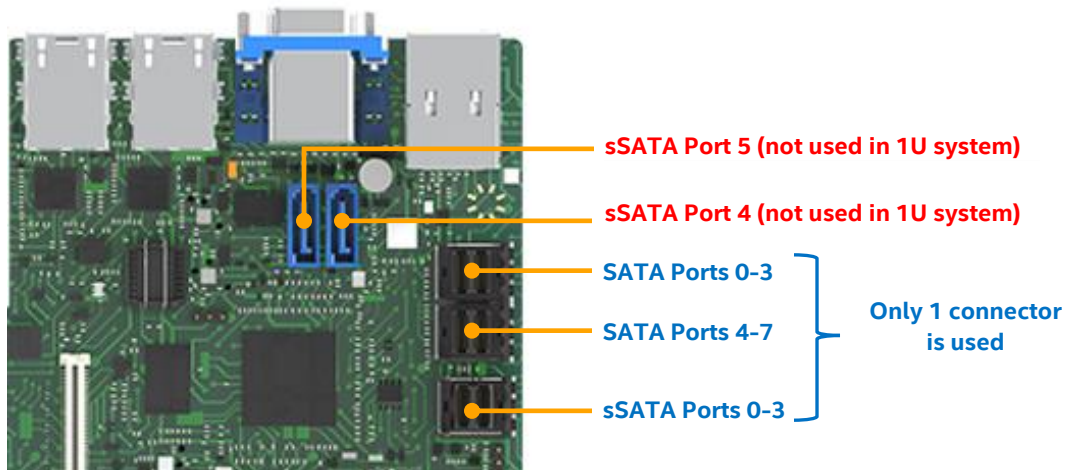 sSATA Port 5 (not used in 1U system)
sSATA Port 4 (not used in 1U system)
SATA Ports 0–3
SATA Ports 4–7
sSATA Ports 0–3
Only 1 connector
is used